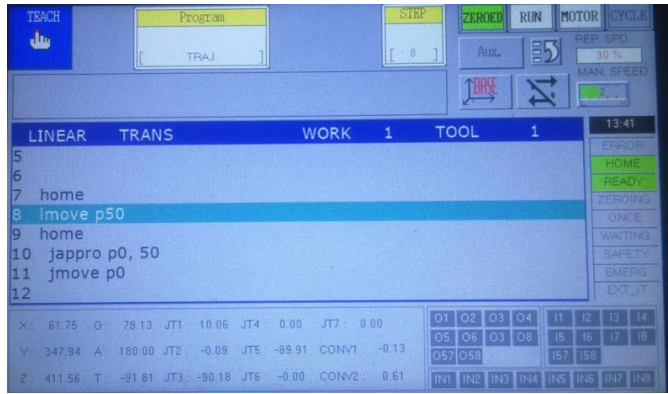 TEACH Program STEP ZEROED RUN MOTOR CYCLE
[ TRAJ ] [ 8 ] Aux. REP SPD
90 %
BASE MAN. SPEED
2
LINEAR TRANS WORK 1 TOOL 1 13:41
5 ERROR
6 HOME
7 home READY
8 lmove p50 ZEROING
9 home ONCE
10 jappro p0, 50 WAITING
11 jmove p0 SAFETY
12 EMERG
EXT_IT
X: 61.75 O: 78.13 JT1: 10.06 JT4: 0.00 JT7: 0.00
Y: 347.94 A: 180.00 JT2: -0.09 JT5: -89.91 CONV1: -0.13
Z: 411.56 T: -91.81 JT3: -90.18 JT6: -0.00 CONV2: 0.61
O1 O2 O3 O4 I1 I2 I3 I4
O5 O6 O3 O8 I5 I6 I7 I8
O57 O58 I57 I58
IN1 IN2 IN3 IN4 IN5 IN6 IN7 IN8